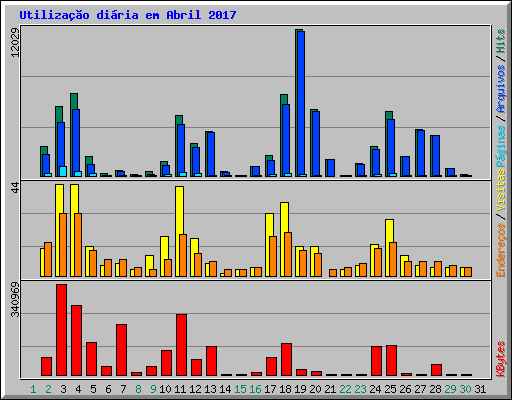 Utilização diária em Abril 2017
12029
44
340969
KBytes
Endereços / Visitas
Páginas / Arquivos / Hits
1 2 3 4 5 6 7 8 9 10 11 12 13 14 15 16 17 18 19 20 21 22 23 24 25 26 27 28 29 30 31